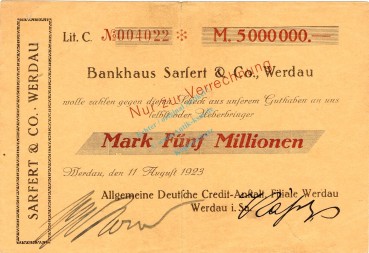 Lit. C. No 004022 * M. 5000000.—
Bankhaus Sarfert & Co., Werdau
wolle zahlen gegen diesen Scheck aus unserem Guthaben an uns
selbst oder Ueberbringer
Nur zur Verrechnung
Mark Fünf Millionen
Werdau, den 11 August 1923
Allgemeine Deutsche Credit-Anstalt Filiale Werdau
Werdau i. Sa.
SARFERT & CO., WERDAU